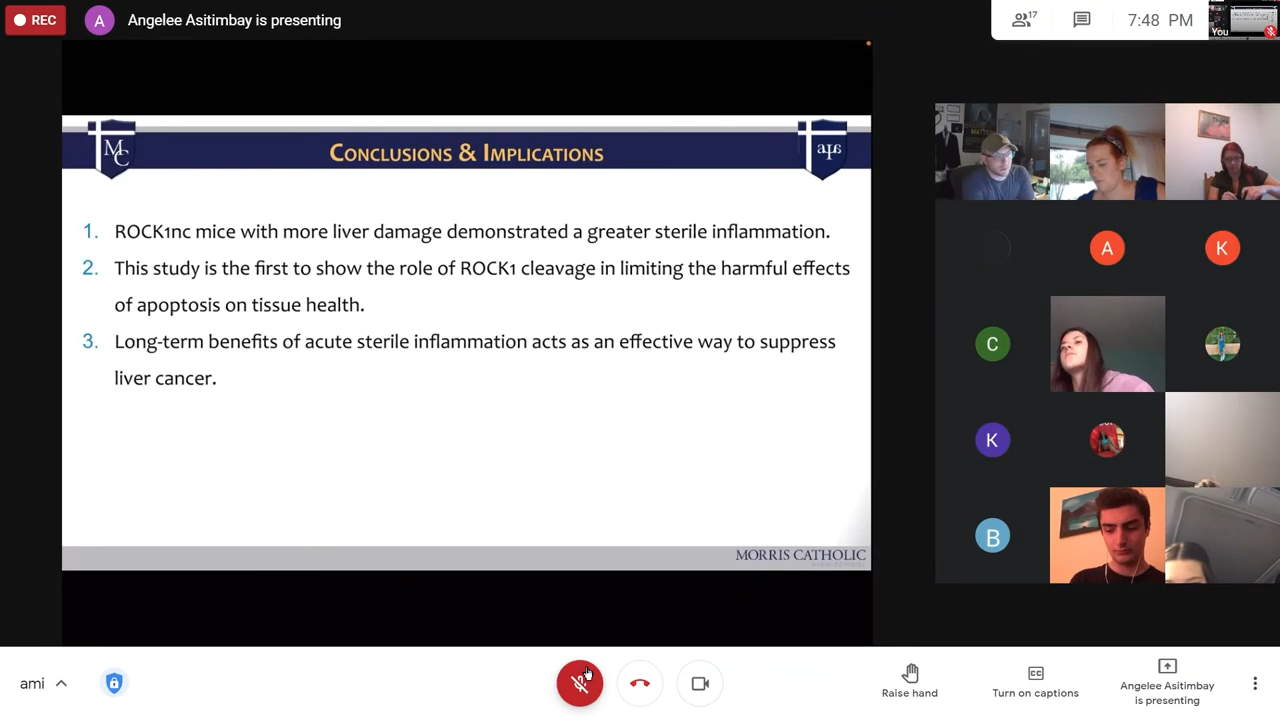 REC
A
Angelee Asitimbay is presenting
17
7:48 PM
You
MC
CONCLUSIONS & IMPLICATIONS
1. ROCK1nc mice with more liver damage demonstrated a greater sterile inflammation.
2. This study is the first to show the role of ROCK1 cleavage in limiting the harmful effects
of apoptosis on tissue health.
3. Long-term benefits of acute sterile inflammation acts as an effective way to suppress
liver cancer.
MORRIS CATHOLIC
A
K
C
K
B
ami
Raise hand
CC
Turn on captions
Angelee Asitimbay
is presenting